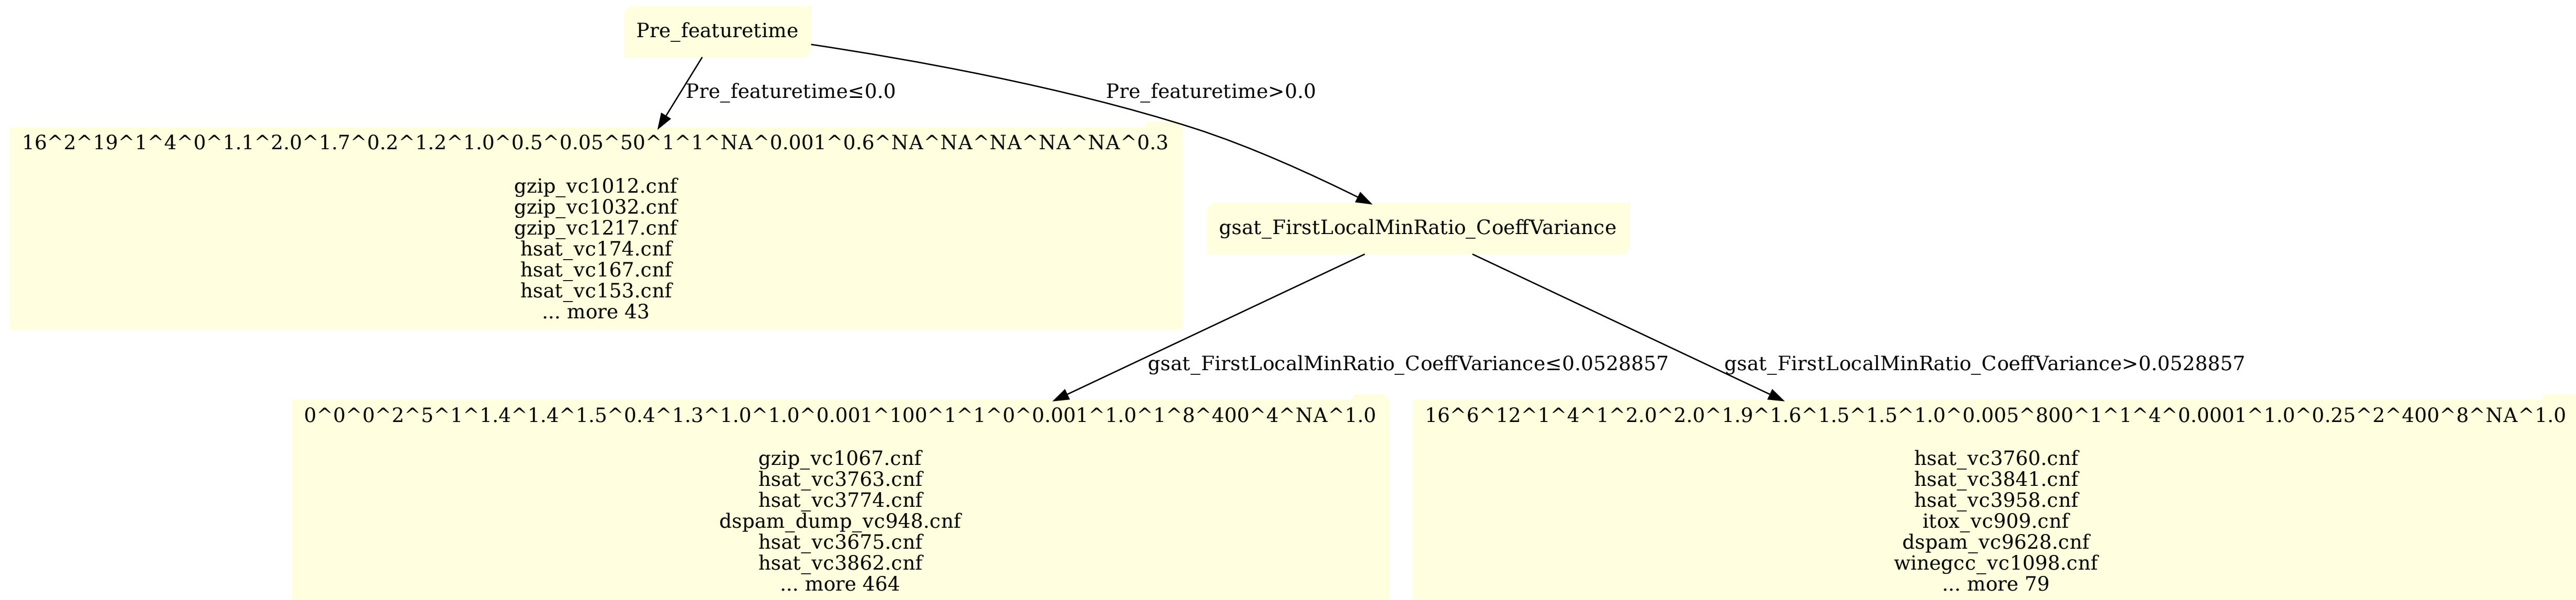 Pre_featuretime
Pre_featuretime≤0.0
Pre_featuretime>0.0
16^2^19^1^4^0^1.1^2.0^1.7^0.2^1.2^1.0^0.5^0.05^50^1^1^NA^0.001^0.6^NA^NA^NA^NA^NA^0.3
gzip_vc1012.cnf
gzip_vc1032.cnf
gzip_vc1217.cnf
hsat_vc174.cnf
hsat_vc167.cnf
hsat_vc153.cnf
... more 43
gsat_FirstLocalMinRatio_CoeffVariance
gsat_FirstLocalMinRatio_CoeffVariance≤0.0528857
gsat_FirstLocalMinRatio_CoeffVariance>0.0528857
0^0^0^2^5^1^1.4^1.4^1.5^0.4^1.3^1.0^1.0^0.001^100^1^1^0^0.001^1.0^1^8^400^4^NA^1.0
gzip_vc1067.cnf
hsat_vc3763.cnf
hsat_vc3774.cnf
dspam_dump_vc948.cnf
hsat_vc3675.cnf
hsat_vc3862.cnf
... more 464
16^6^12^1^4^1^2.0^2.0^1.9^1.6^1.5^1.5^1.0^0.005^800^1^1^4^0.0001^1.0^0.25^2^400^8^NA^1.0
hsat_vc3760.cnf
hsat_vc3841.cnf
hsat_vc3958.cnf
itox_vc909.cnf
dspam_vc9628.cnf
winegcc_vc1098.cnf
... more 79